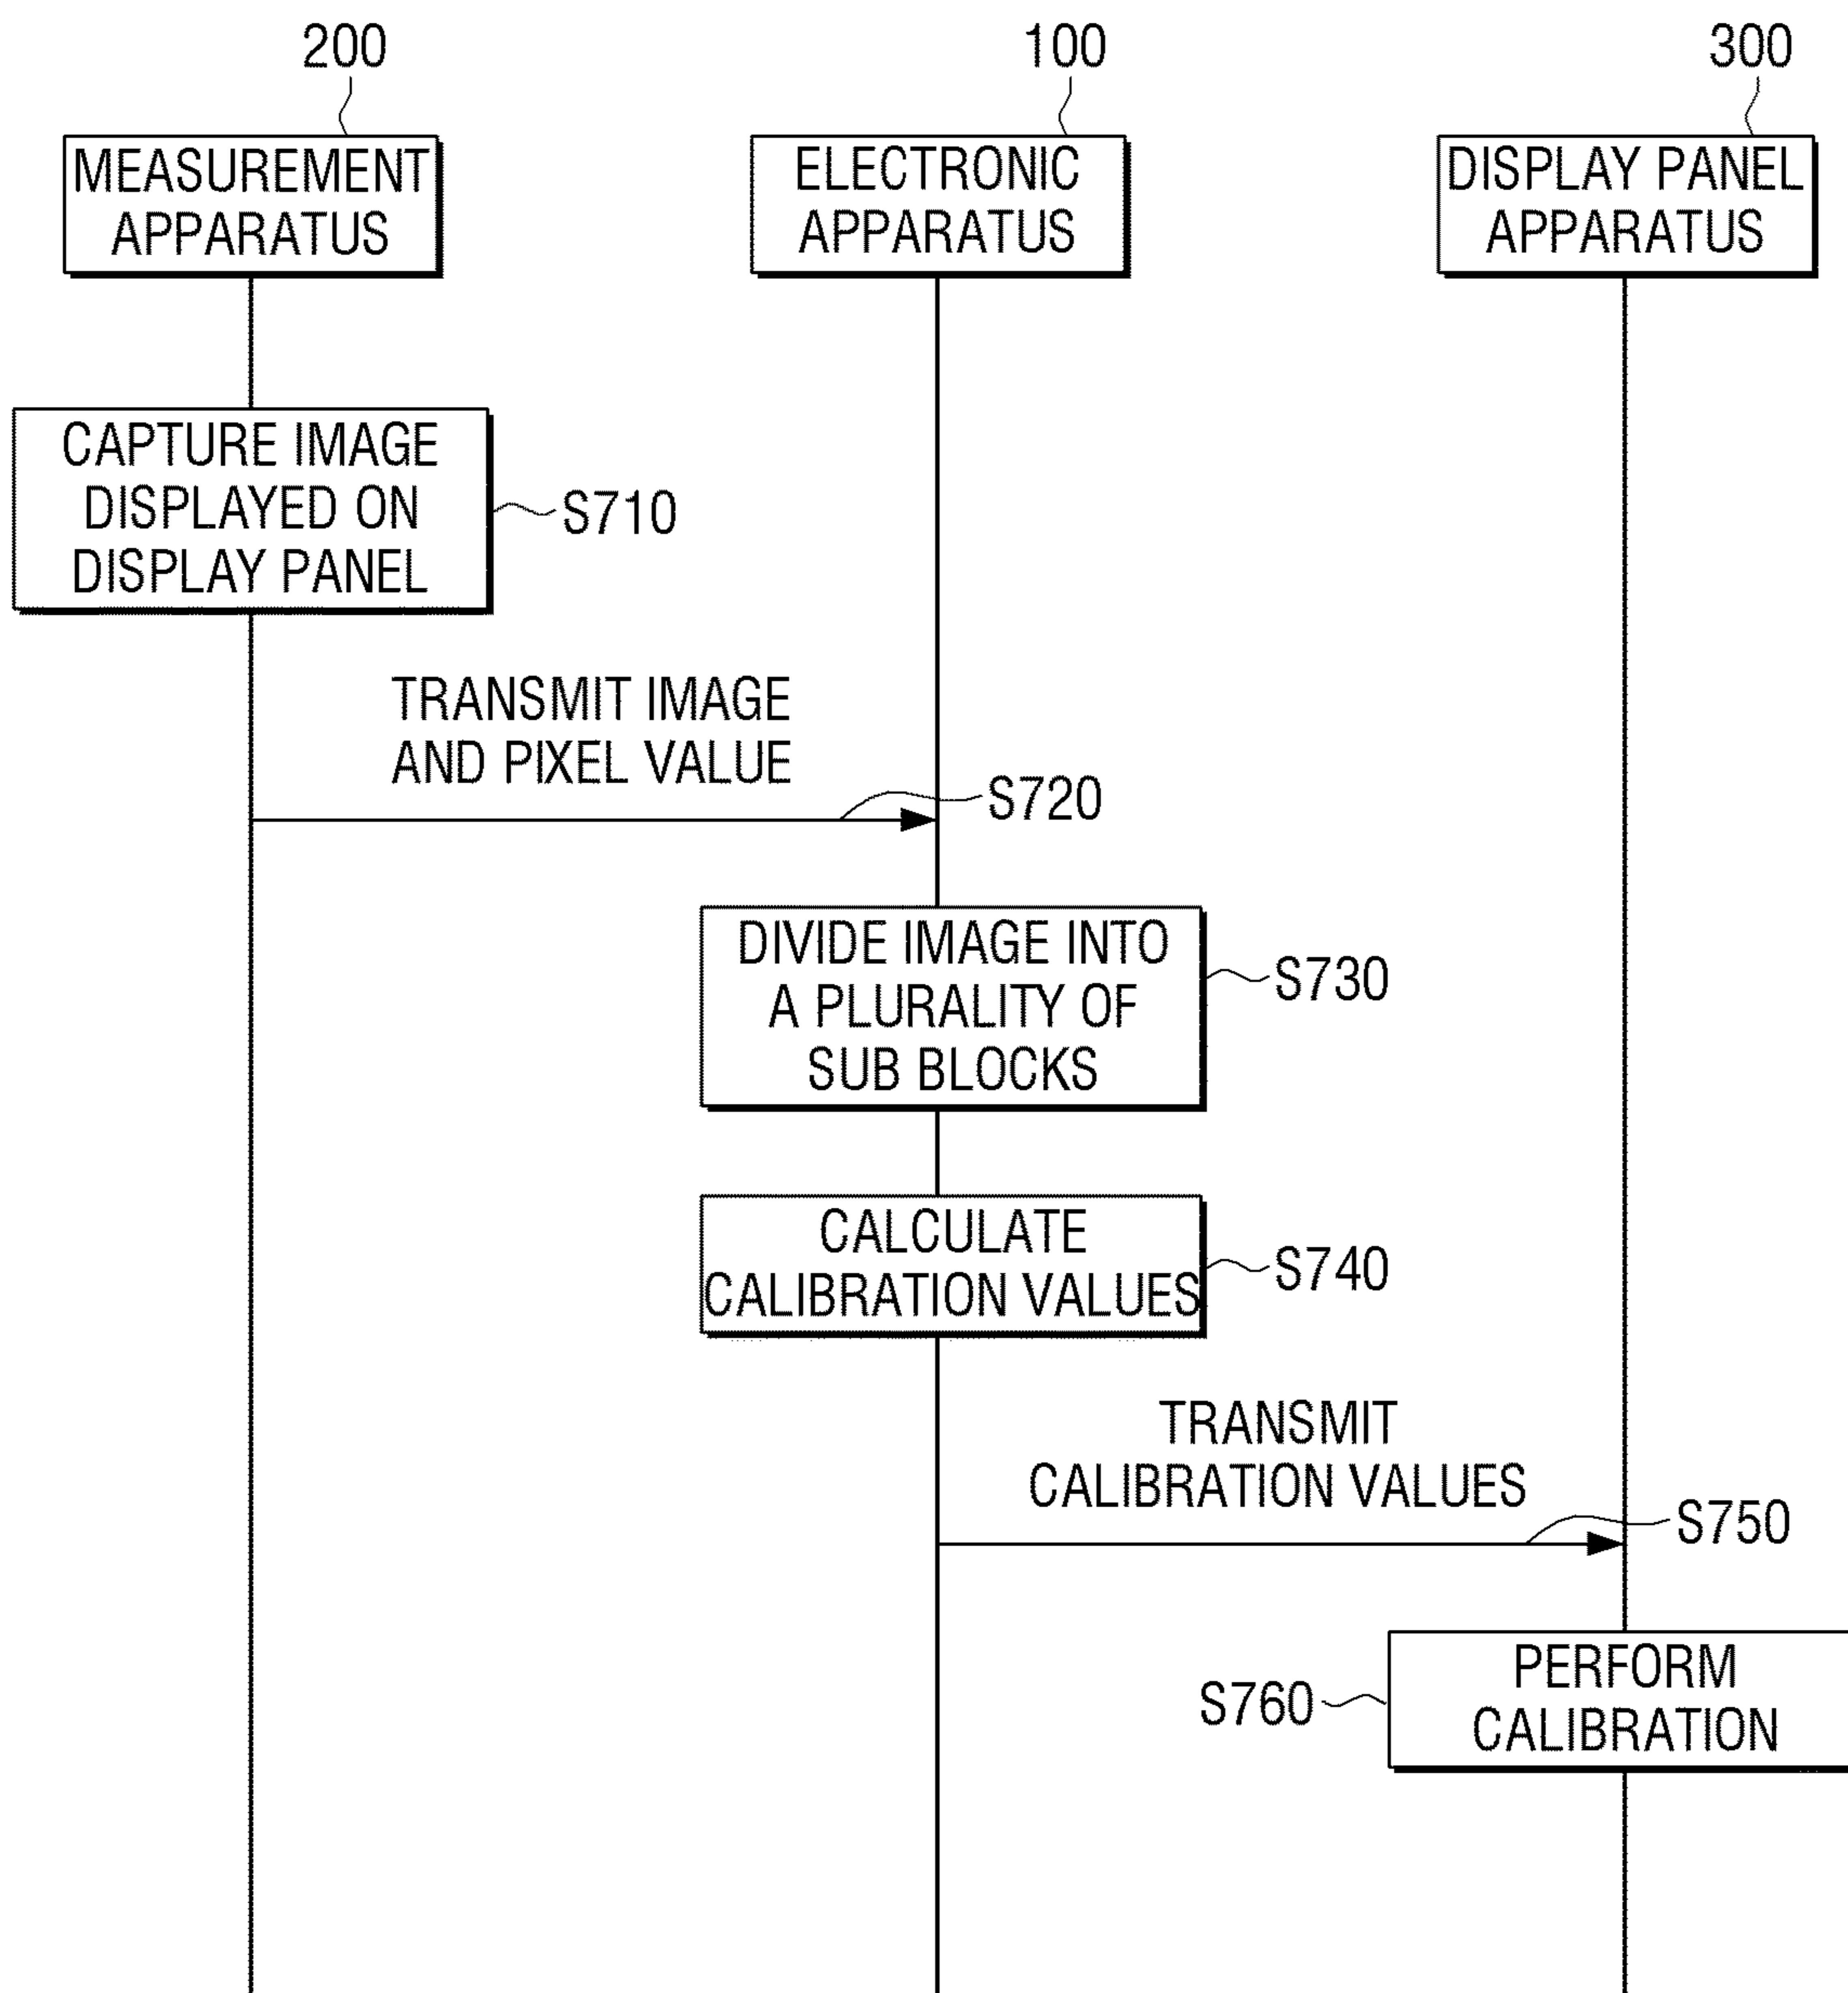 200
100
300
MEASUREMENT
APPARATUS
ELECTRONIC
APPARATUS
DISPLAY PANEL
APPARATUS
CAPTURE IMAGE
DISPLAYED ON
DISPLAY PANEL
S710
TRANSMIT IMAGE
AND PIXEL VALUE
S720
DIVIDE IMAGE INTO
A PLURALITY OF
SUB BLOCKS
S730
CALCULATE
CALIBRATION VALUES
S740
TRANSMIT
CALIBRATION VALUES
S750
S760
PERFORM
CALIBRATION